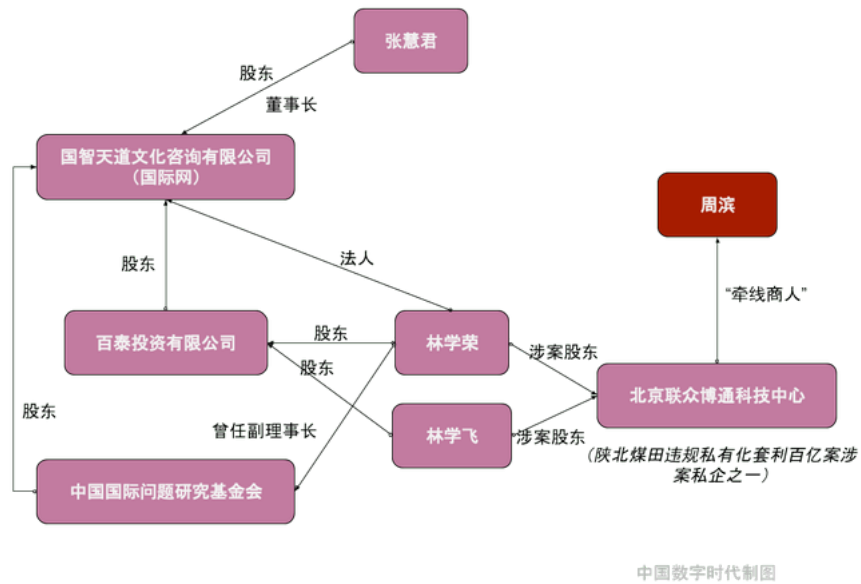 张慧君
股东
董事长
国智天道文化咨询有限公司
（国际网）
周滨
法人
股东
“牵线商人”
百泰投资有限公司
股东
林学荣
涉案股东
股东
北京联众博通科技中心
股东
曾任副理事长
林学飞
涉案股东
（陕北煤田违规私有化套利百亿案涉
案私企之一）
中国国际问题研究基金会
中国数字时代制图